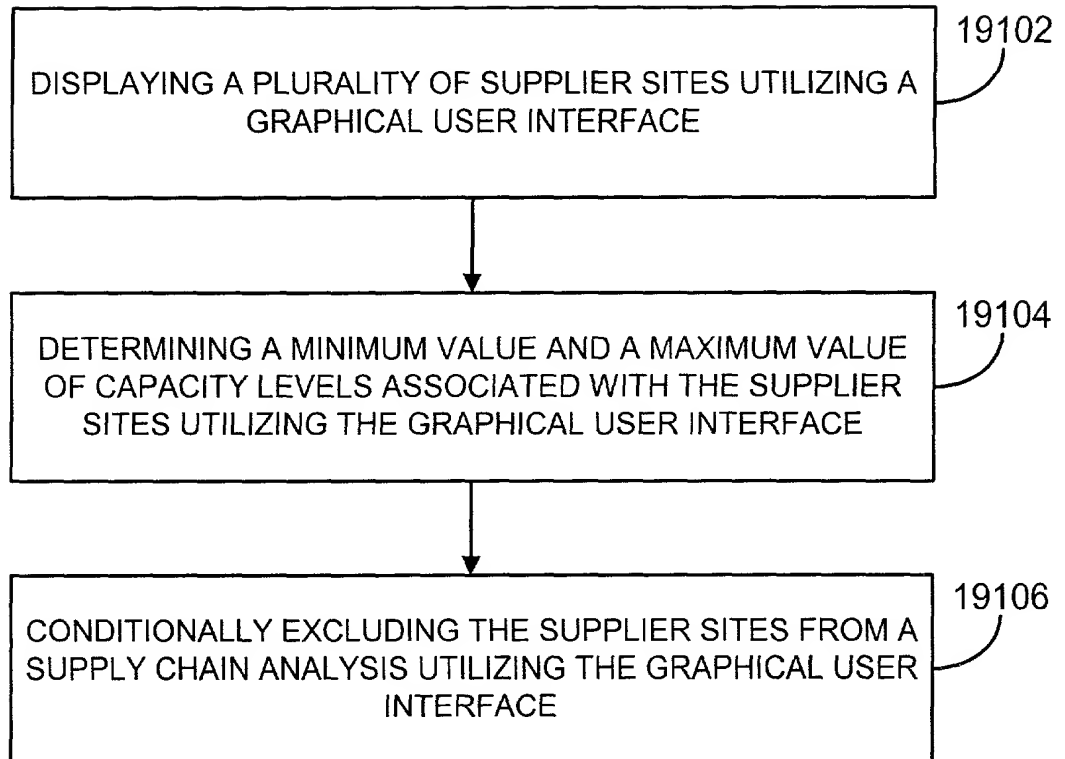 19102
DISPLAYING A PLURALITY OF SUPPLIER SITES UTILIZING A
GRAPHICAL USER INTERFACE
19104
DETERMINING A MINIMUM VALUE AND A MAXIMUM VALUE
OF CAPACITY LEVELS ASSOCIATED WITH THE SUPPLIER
SITES UTILIZING THE GRAPHICAL USER INTERFACE
19106
CONDITIONALLY EXCLUDING THE SUPPLIER SITES FROM A
SUPPLY CHAIN ANALYSIS UTILIZING THE GRAPHICAL USER
INTERFACE